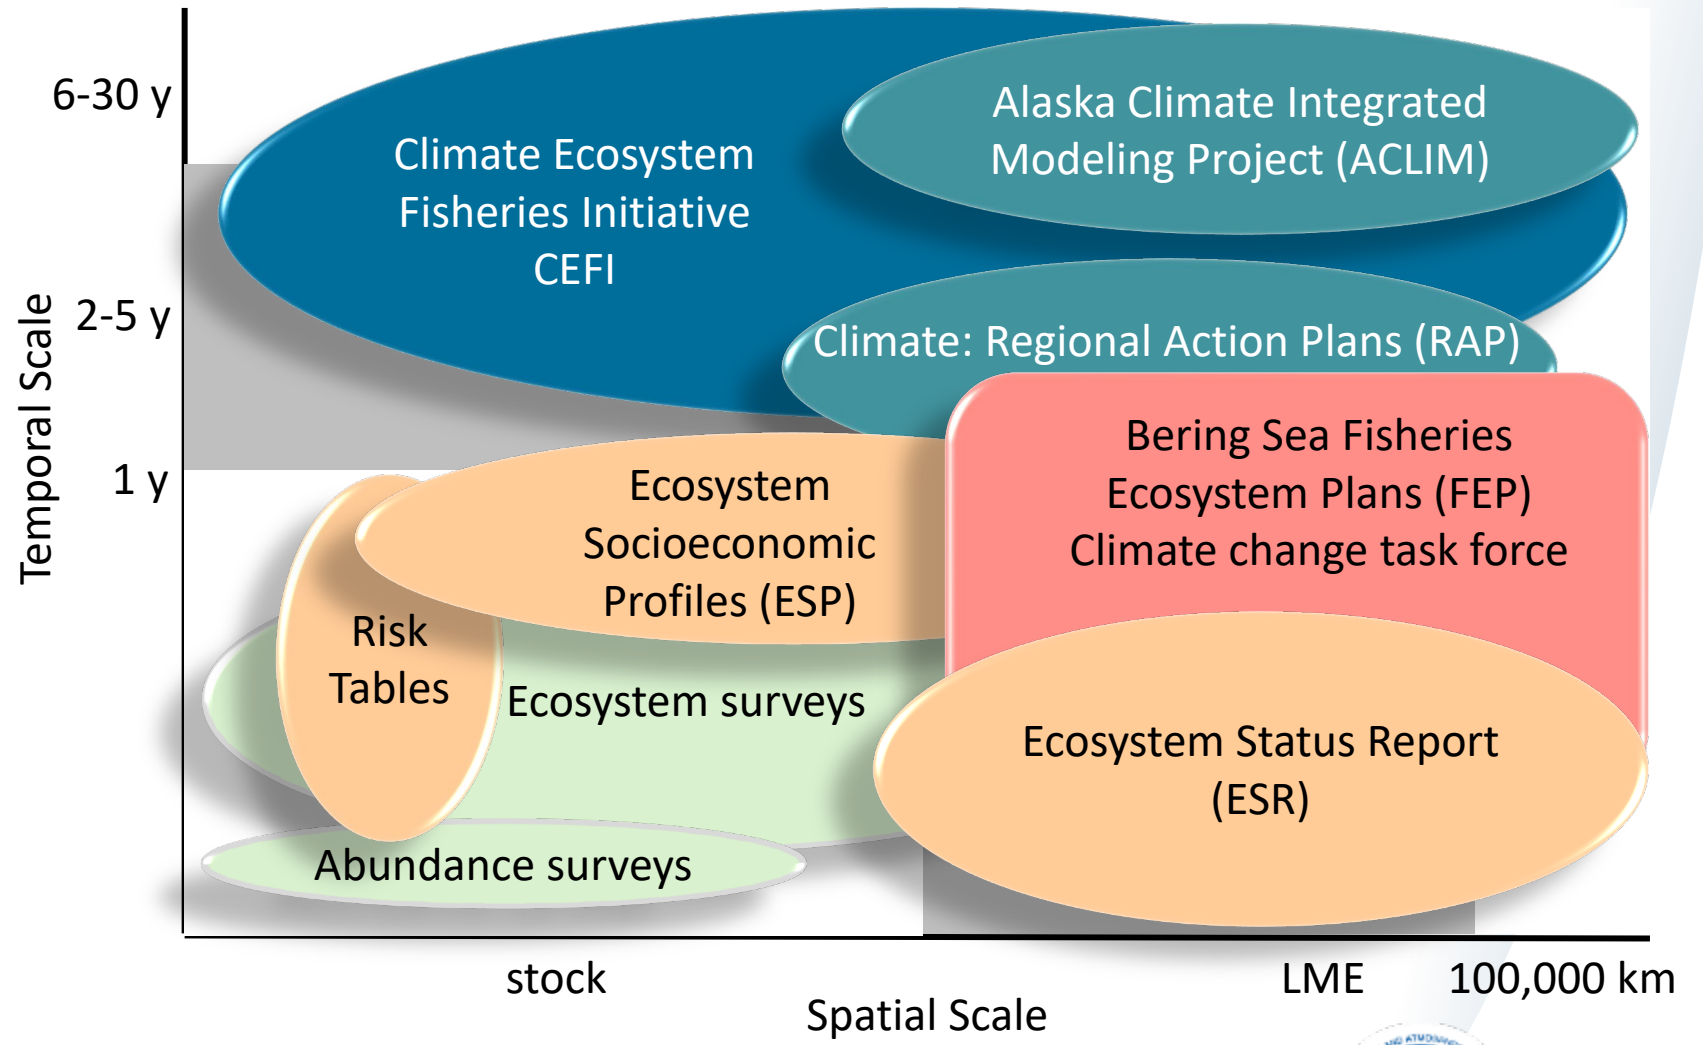 6-30 y
Alaska Climate Integrated
Modeling Project (ACLIM)
Climate Ecosystem
Fisheries Initiative
CEFI
2-5 y
Temporal Scale
Climate: Regional Action Plans (RAP)
Bering Sea Fisheries
Ecosystem Plans (FEP)
Climate change task force
1 y
Ecosystem
Socioeconomic
Profiles (ESP)
Risk
Tables
Ecosystem surveys
Ecosystem Status Report
(ESR)
Abundance surveys
stock
LME
100,000 km
Spatial Scale